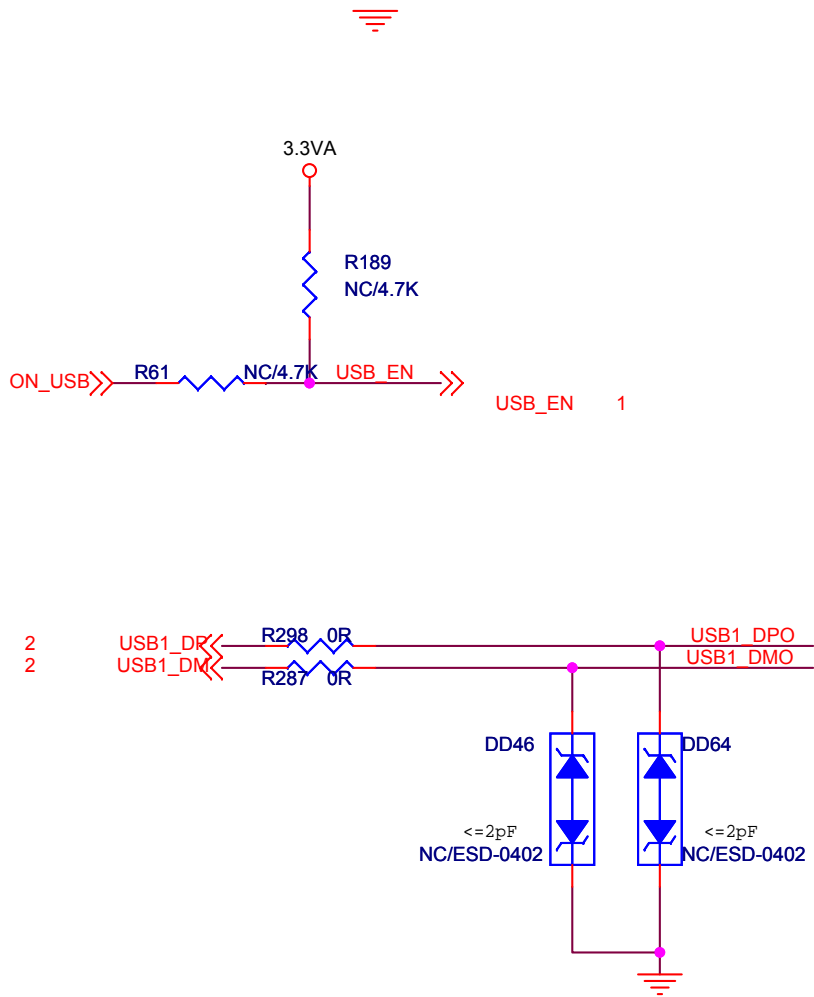 3.3VA
R189
NC/4.7K
ON_USB R61 NC/4.7K USB_EN
USB_EN 1
2 USB1_DP R298 0R USB1_DPO
2 USB1_DM R287 0R USB1_DMO
DD46 DD64
<=2pF <=2pF
NC/ESD-0402 NC/ESD-0402